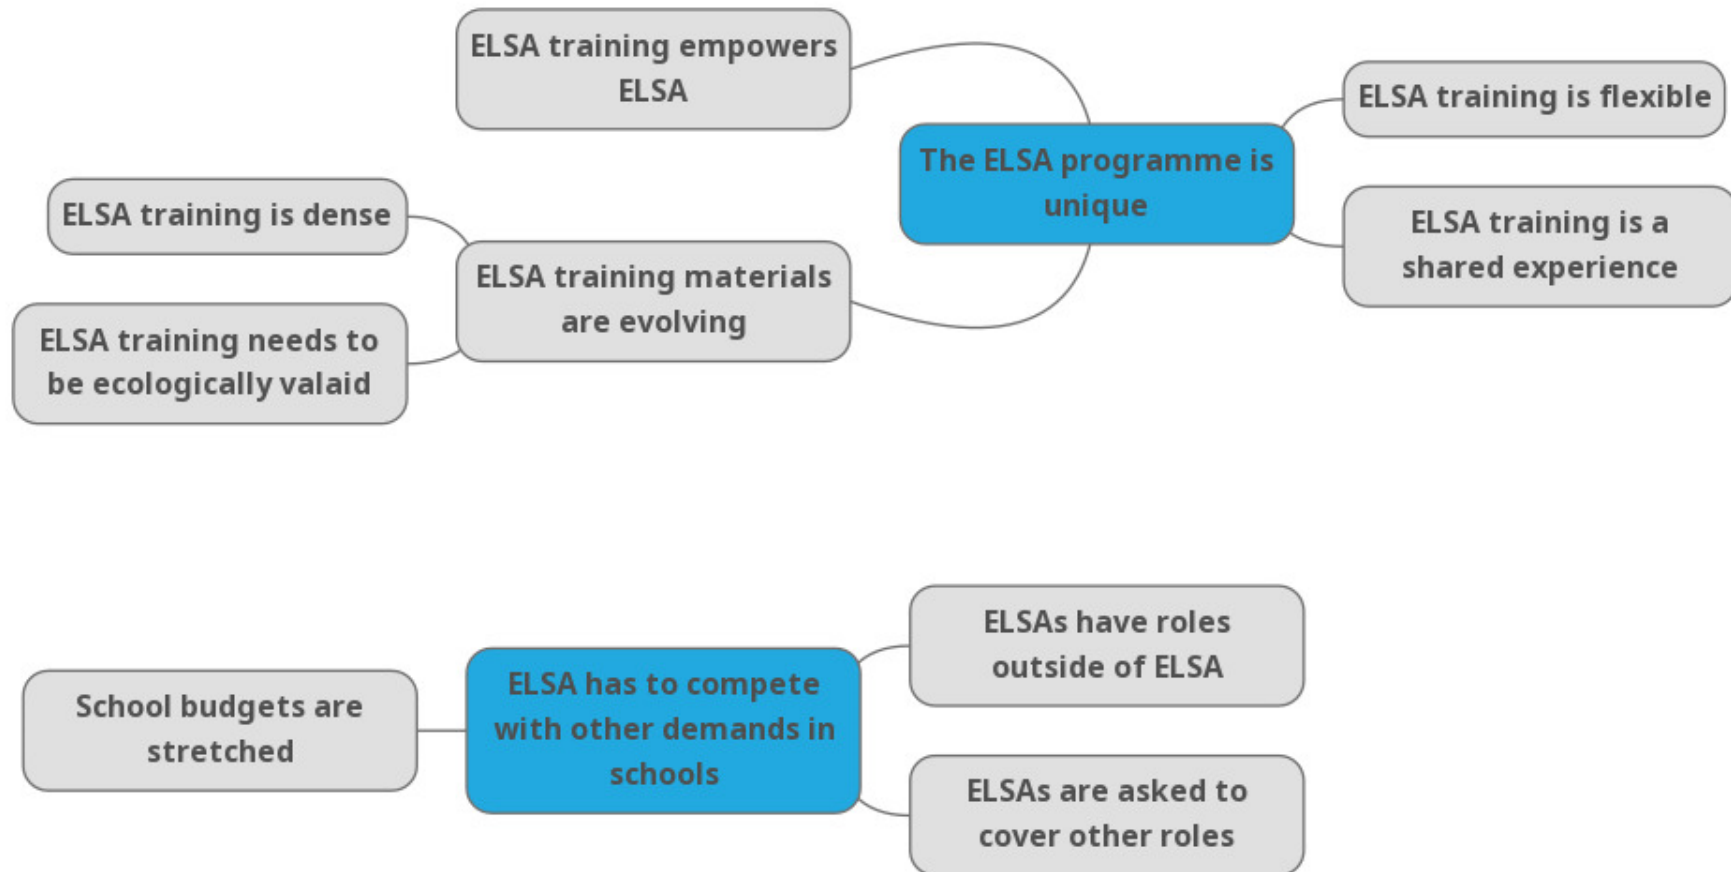 ELSA training empowers
ELSA
ELSA training is flexible
The ELSA programme is
unique
ELSA training is dense
ELSA training is a
shared experience
ELSA training materials
are evolving
ELSA training needs to
be ecologically valaid
ELSAs have roles
outside of ELSA
School budgets are
stretched
ELSA has to compete
with other demands in
schools
ELSAs are asked to
cover other roles